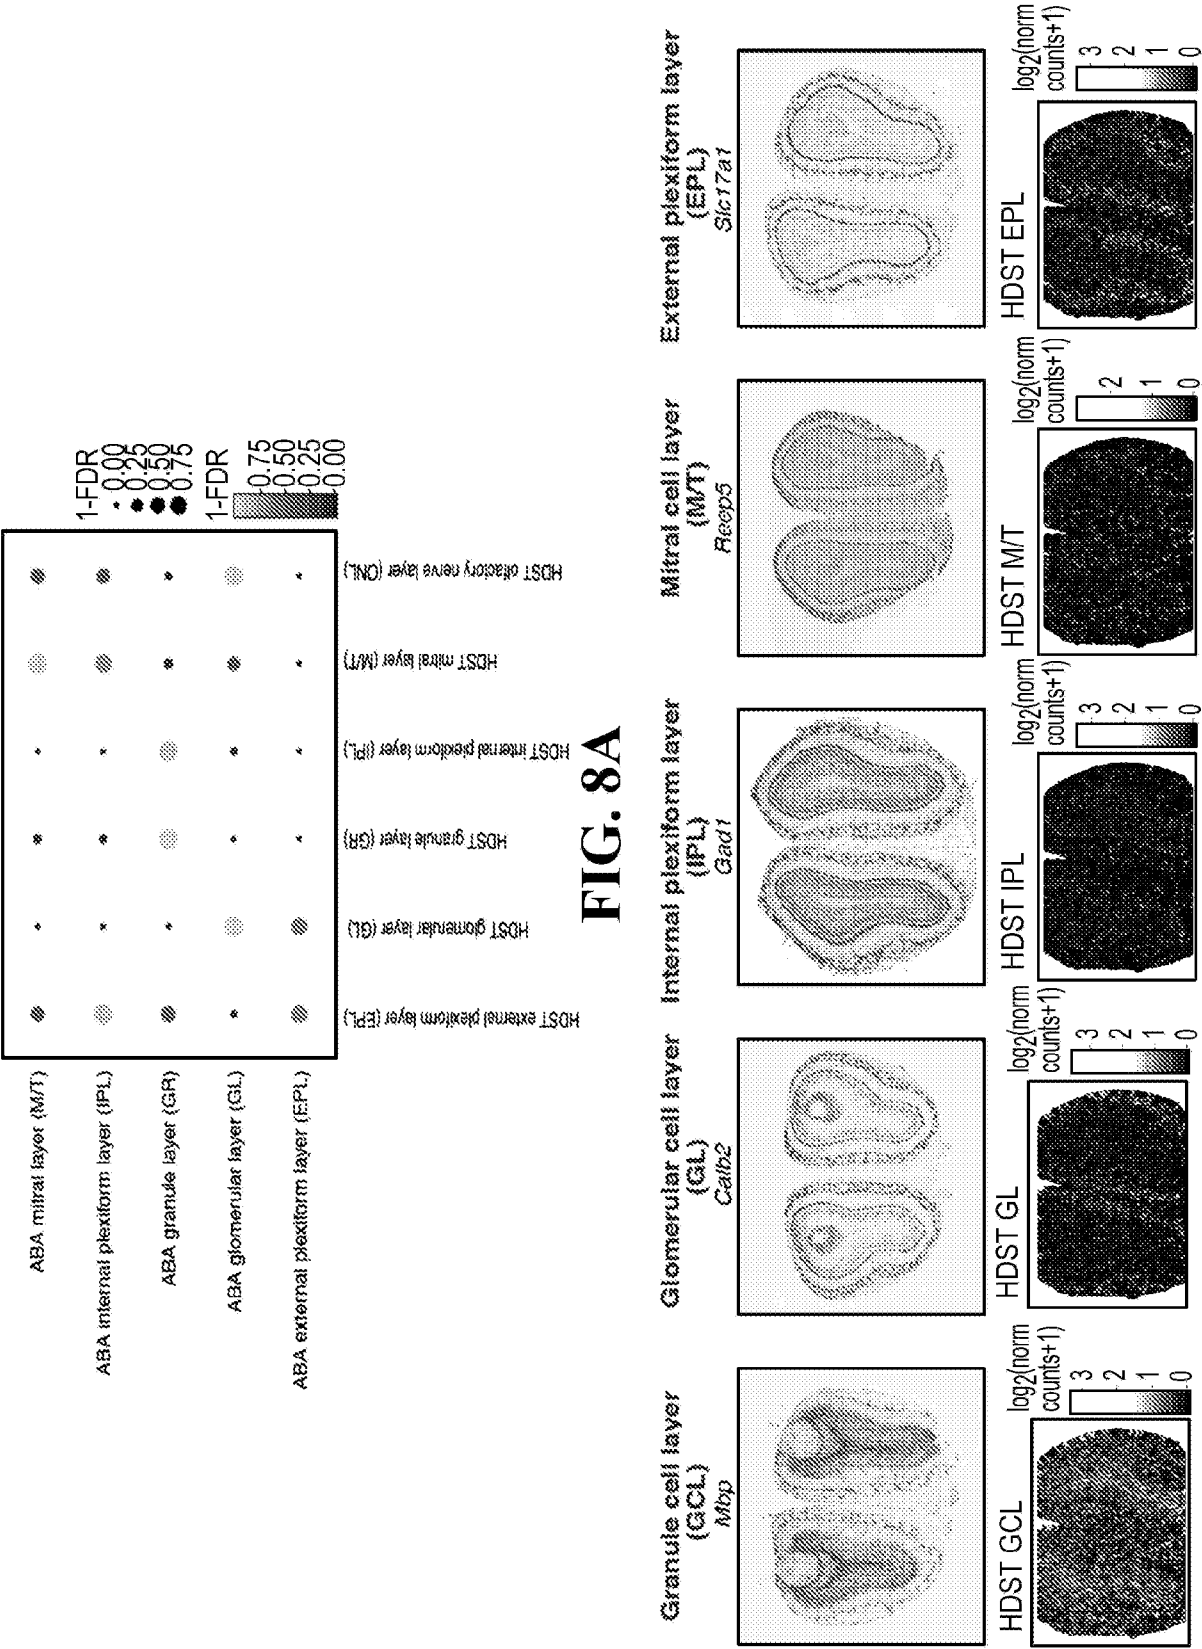 ABA mitral layer (M/T)
ABA internal plexiform layer (IPL)
ABA granule layer (GR)
ABA glomerular layer (GL)
ABA external plexiform layer (EPL)
HDST external plexiform layer (EPL)
HDST glomerular layer (GL)
HDST granule layer (GR)
HDST internal plexiform layer (IPL)
HDST mitral layer (M/T)
HDST olfactory nerve layer (ONL)
1-FDR
0.00
0.25
0.50
0.75
1-FDR
0.75
0.50
0.25
0.00
FIG. 8A
Granule cell layer
(GCL)
Mbp
HDST GCL
log2(norm
counts+1)
3
2
1
0
Glomerular cell layer
(GL)
Calb2
HDST GL
log2(norm
counts+1)
3
1
0
Internal plexiform layer
(IPL)
Gad1
HDST IPL
log2(norm
counts+1)
3
2
1
0
Mitral cell layer
(M/T)
Reep5
HDST M/T
log2(norm
counts+1)
2
1
0
External plexiform layer
(EPL)
Slc17a1
HDST EPL
log2(norm
counts+1)
3
2
1
0